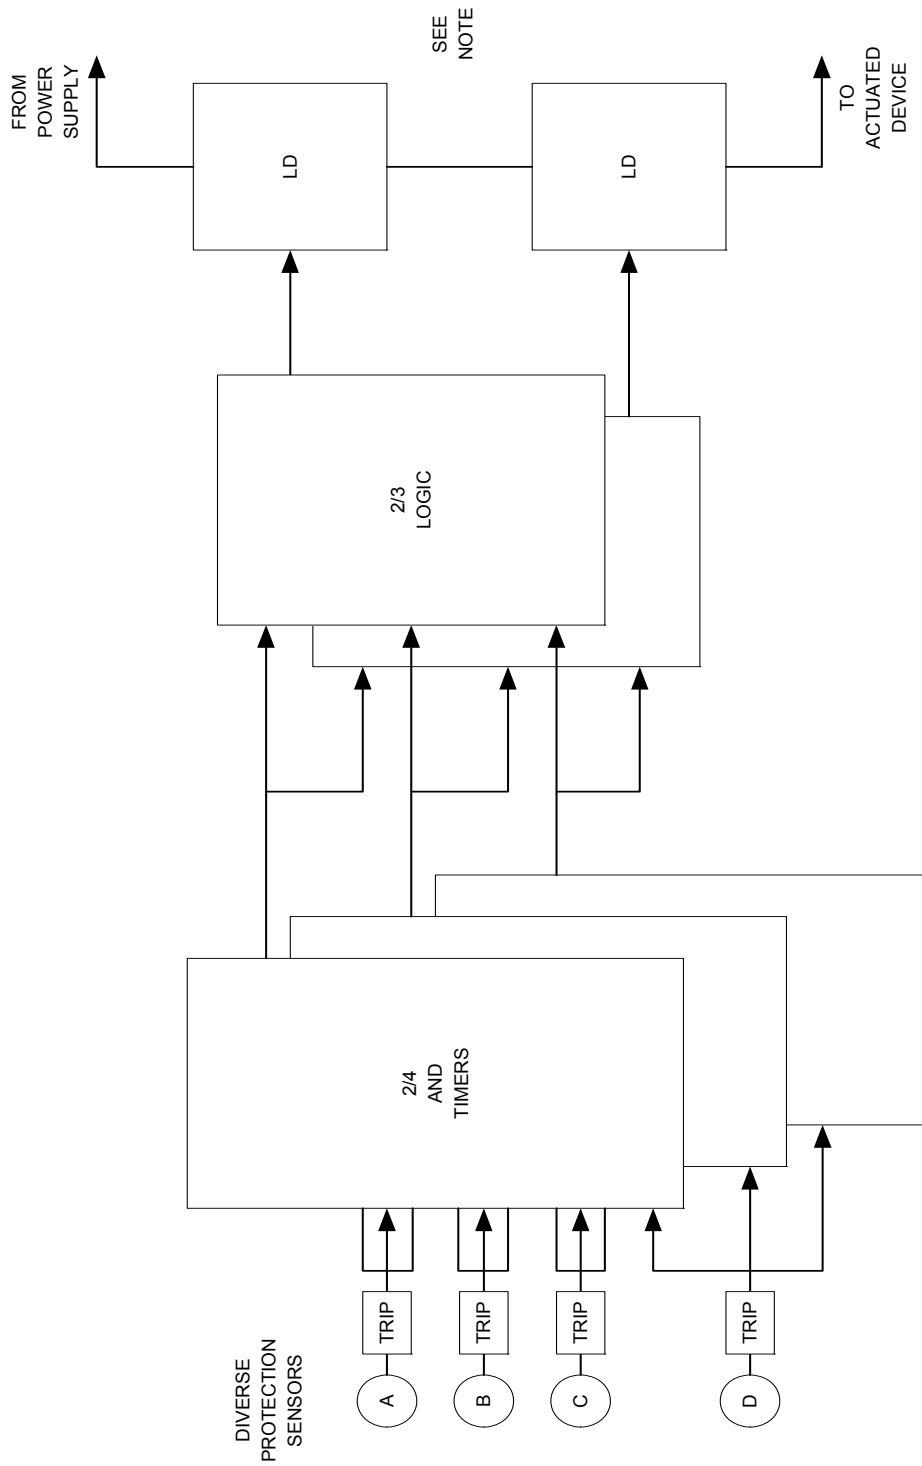 DIVERSE
PROTECTION
SENSORS
A
TRIP
B
TRIP
C
TRIP
D
TRIP
2/4
AND
TIMERS
2/3
LOGIC
LD
LD
FROM
POWER
SUPPLY
SEE
NOTE
TO
ACTUATED
DEVICE